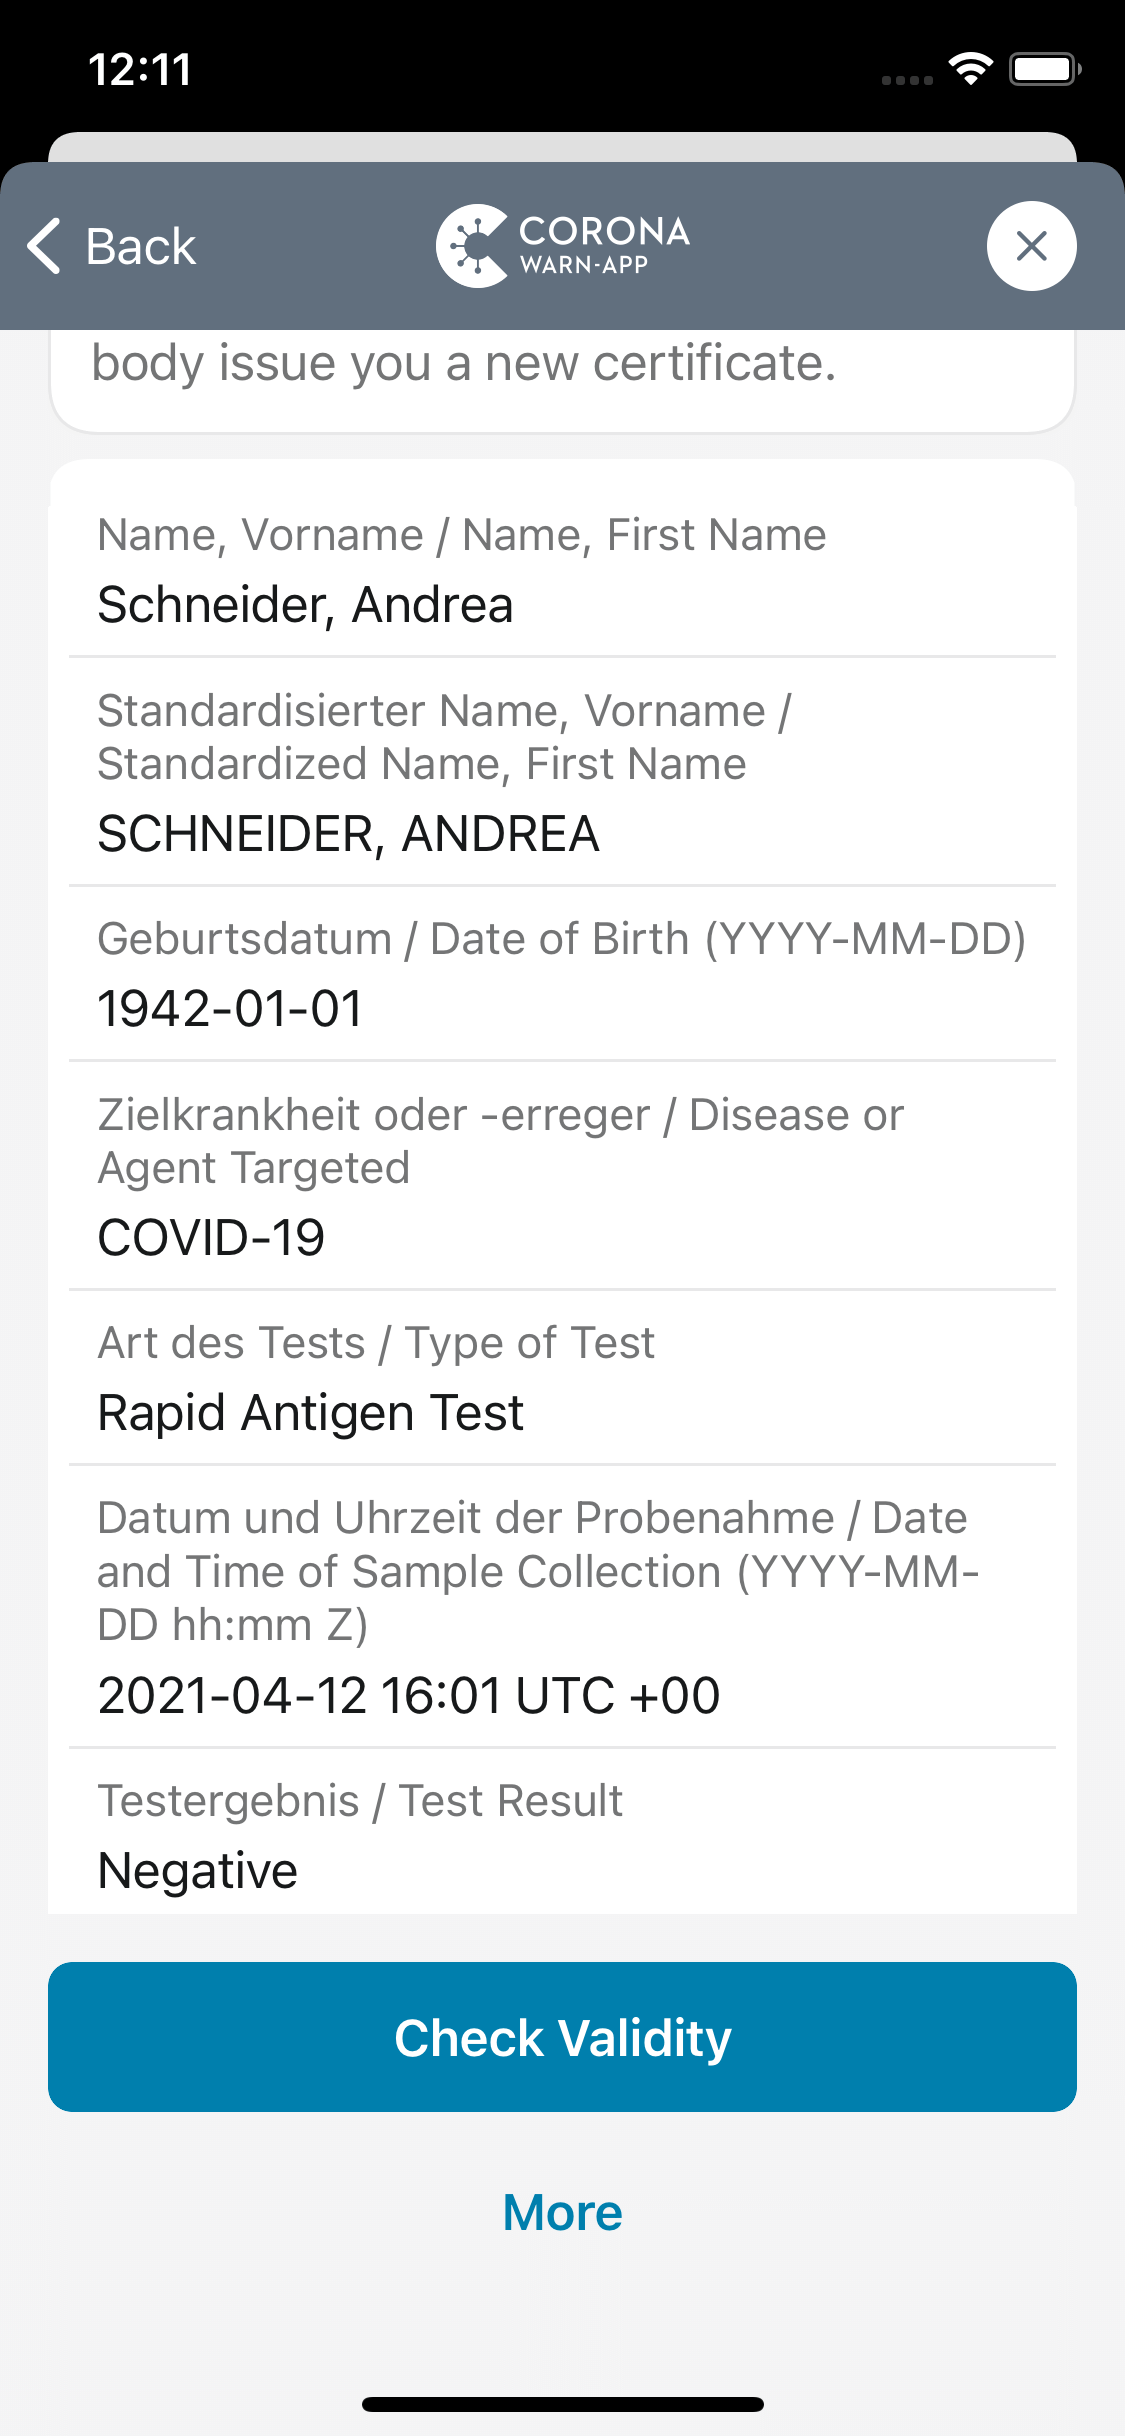 12:11
Back
CORONA
WARN-APP
body issue you a new certificate.
Name, Vorname / Name, First Name
Schneider, Andrea
Standardisierter Name, Vorname /
Standardized Name, First Name
SCHNEIDER, ANDREA
Geburtsdatum / Date of Birth (YYYY-MM-DD)
1942-01-01
Zielkrankheit oder -erreger / Disease or
Agent Targeted
COVID-19
Art des Tests / Type of Test
Rapid Antigen Test
Datum und Uhrzeit der Probenahme / Date
and Time of Sample Collection (YYYY-MM-
DD hh:mm Z)
2021-04-12 16:01 UTC +00
Testergebnis / Test Result
Negative
Check Validity
More